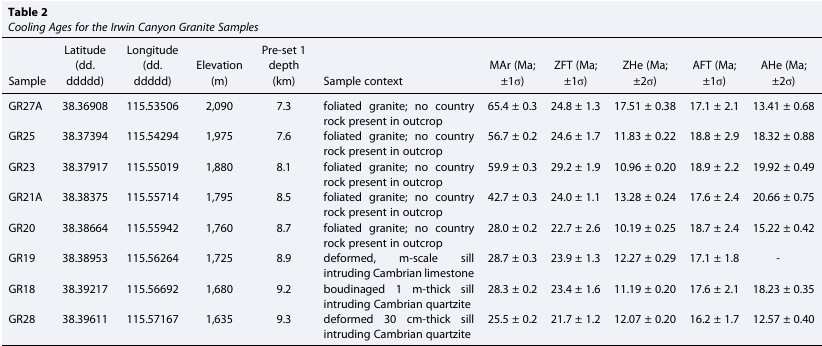 Table 2
Cooling Ages for the Irwin Canyon Granite Samples
Latitude Longitude Pre-set 1
(dd. (dd. Elevation depth MAr (Ma; ZFT (Ma; ZHe (Ma; AFT (Ma; AHe (Ma;
Sample ddddd) ddddd) (m) (km) Sample context ±1σ) ±1σ) ±2σ) ±1σ) ±2σ)
GR27A 38.36908 115.53506 2,090 7.3 foliated granite; no country 65.4 ± 0.3 24.8 ± 1.3 17.51 ± 0.38 17.1 ± 2.1 13.41 ± 0.68
rock present in outcrop
GR25 38.37394 115.54294 1,975 7.6 foliated granite; no country 56.7 ± 0.2 24.6 ± 1.7 11.83 ± 0.22 18.8 ± 2.9 18.32 ± 0.88
rock present in outcrop
GR23 38.37917 115.55019 1,880 8.1 foliated granite; no country 59.9 ± 0.3 29.2 ± 1.9 10.96 ± 0.20 18.9 ± 2.2 19.92 ± 0.49
rock present in outcrop
GR21A 38.38375 115.55714 1,795 8.5 foliated granite; no country 42.7 ± 0.3 24.0 ± 1.1 13.28 ± 0.24 17.6 ± 2.4 20.66 ± 0.75
rock present in outcrop
GR20 38.38664 115.55942 1,760 8.7 foliated granite; no country 28.0 ± 0.2 22.7 ± 2.6 10.19 ± 0.25 18.7 ± 2.4 15.22 ± 0.42
rock present in outcrop
GR19 38.38953 115.56264 1,725 8.9 deformed, m-scale sill 28.7 ± 0.3 23.9 ± 1.3 12.27 ± 0.29 17.1 ± 1.8 -
intruding Cambrian limestone
GR18 38.39217 115.56692 1,680 9.2 boudinaged 1 m-thick sill 28.3 ± 0.2 23.4 ± 1.6 11.19 ± 0.20 17.6 ± 2.1 18.23 ± 0.35
intruding Cambrian quartzite
GR28 38.39611 115.57167 1,635 9.3 deformed 30 cm-thick sill 25.5 ± 0.2 21.7 ± 1.2 12.07 ± 0.20 16.2 ± 1.7 12.57 ± 0.40
intruding Cambrian quartzite